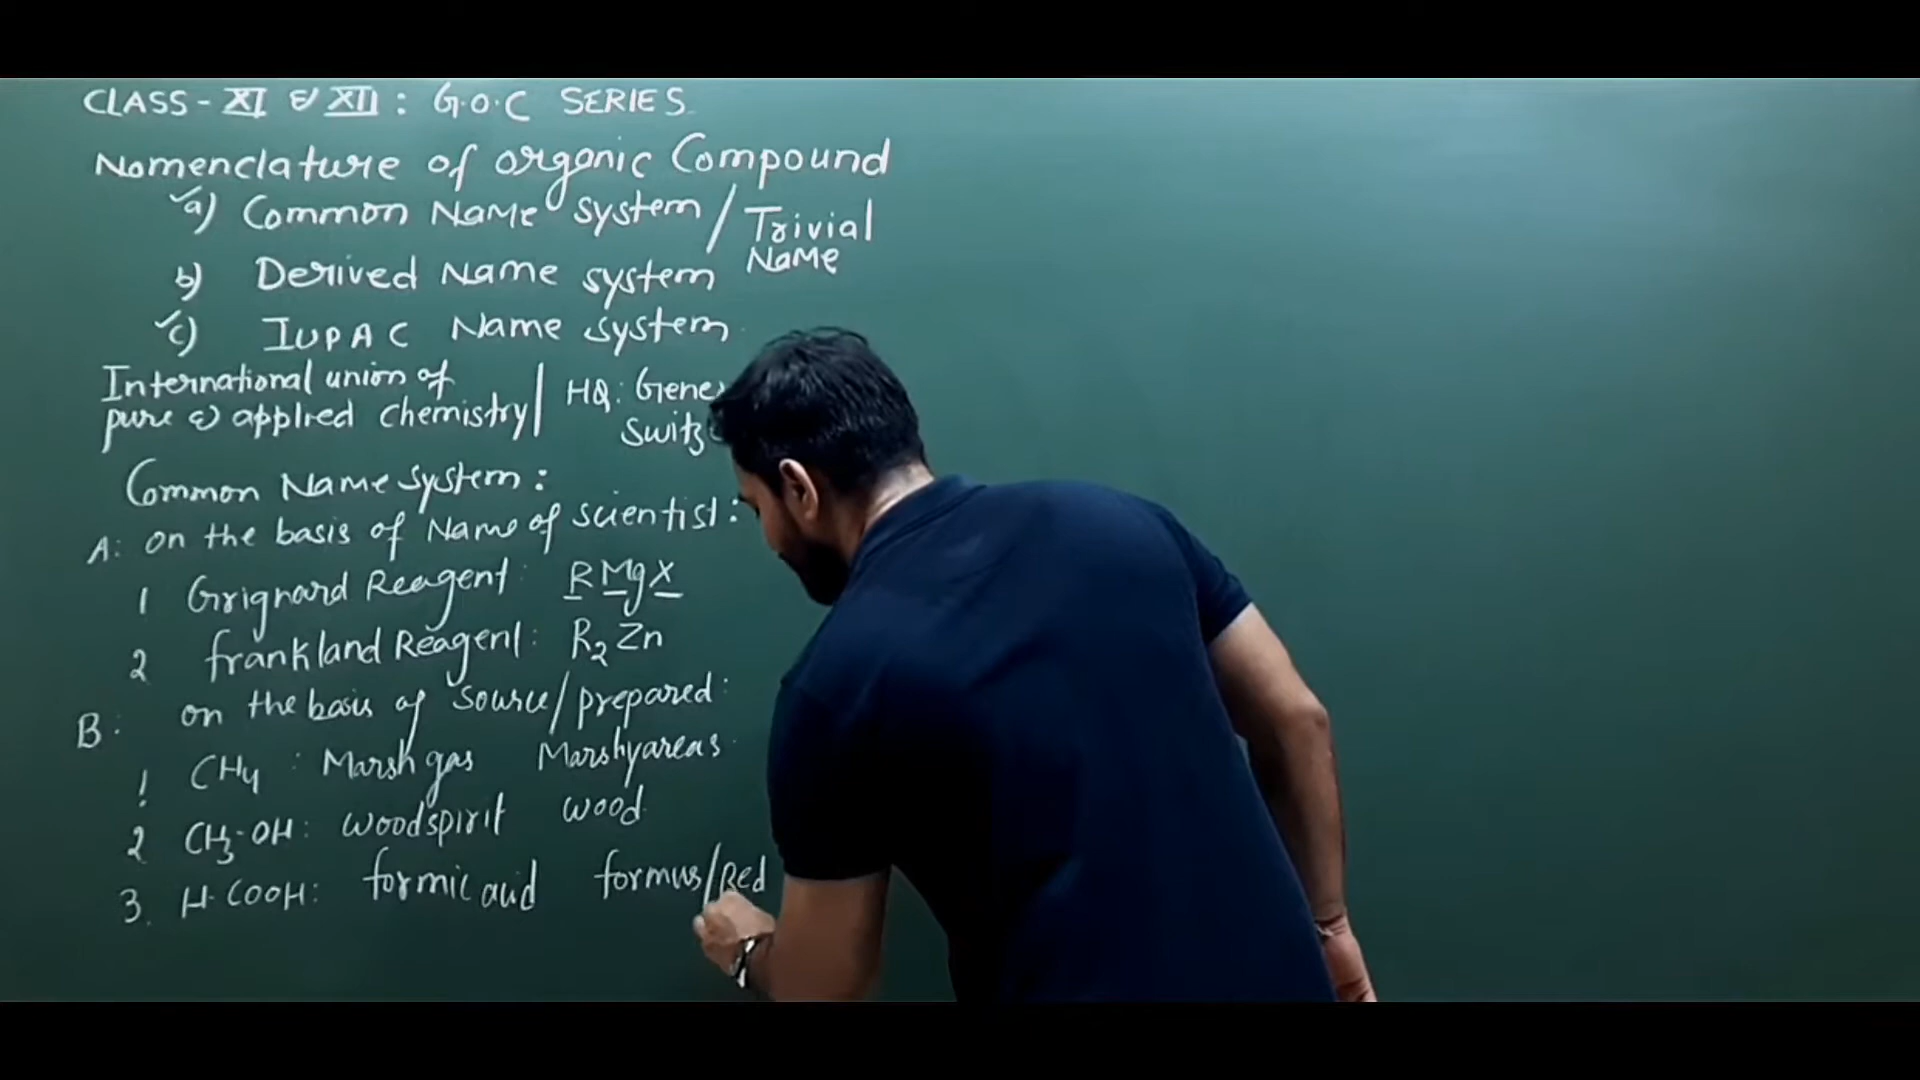 CLASS - XI & XII : G.O.C SERIES
Nomenclature of organic Compound
a) Common Name system / Trivial Name
b) Derived Name system
c) IUPAC Name system
International union of
pure & applied chemistry | HQ: Gene
Switz
Common Name system :
A: on the basis of Name of scientist :
1 Grignard Reagent : RMgX
2 frankland Reagent : R₂Zn
B: on the basis of source/prepared :
1 CH4 : Marsh gas Marshyareas
2 CH3-OH : woodspirit wood
3. H-COOH : formic acid formus/Red